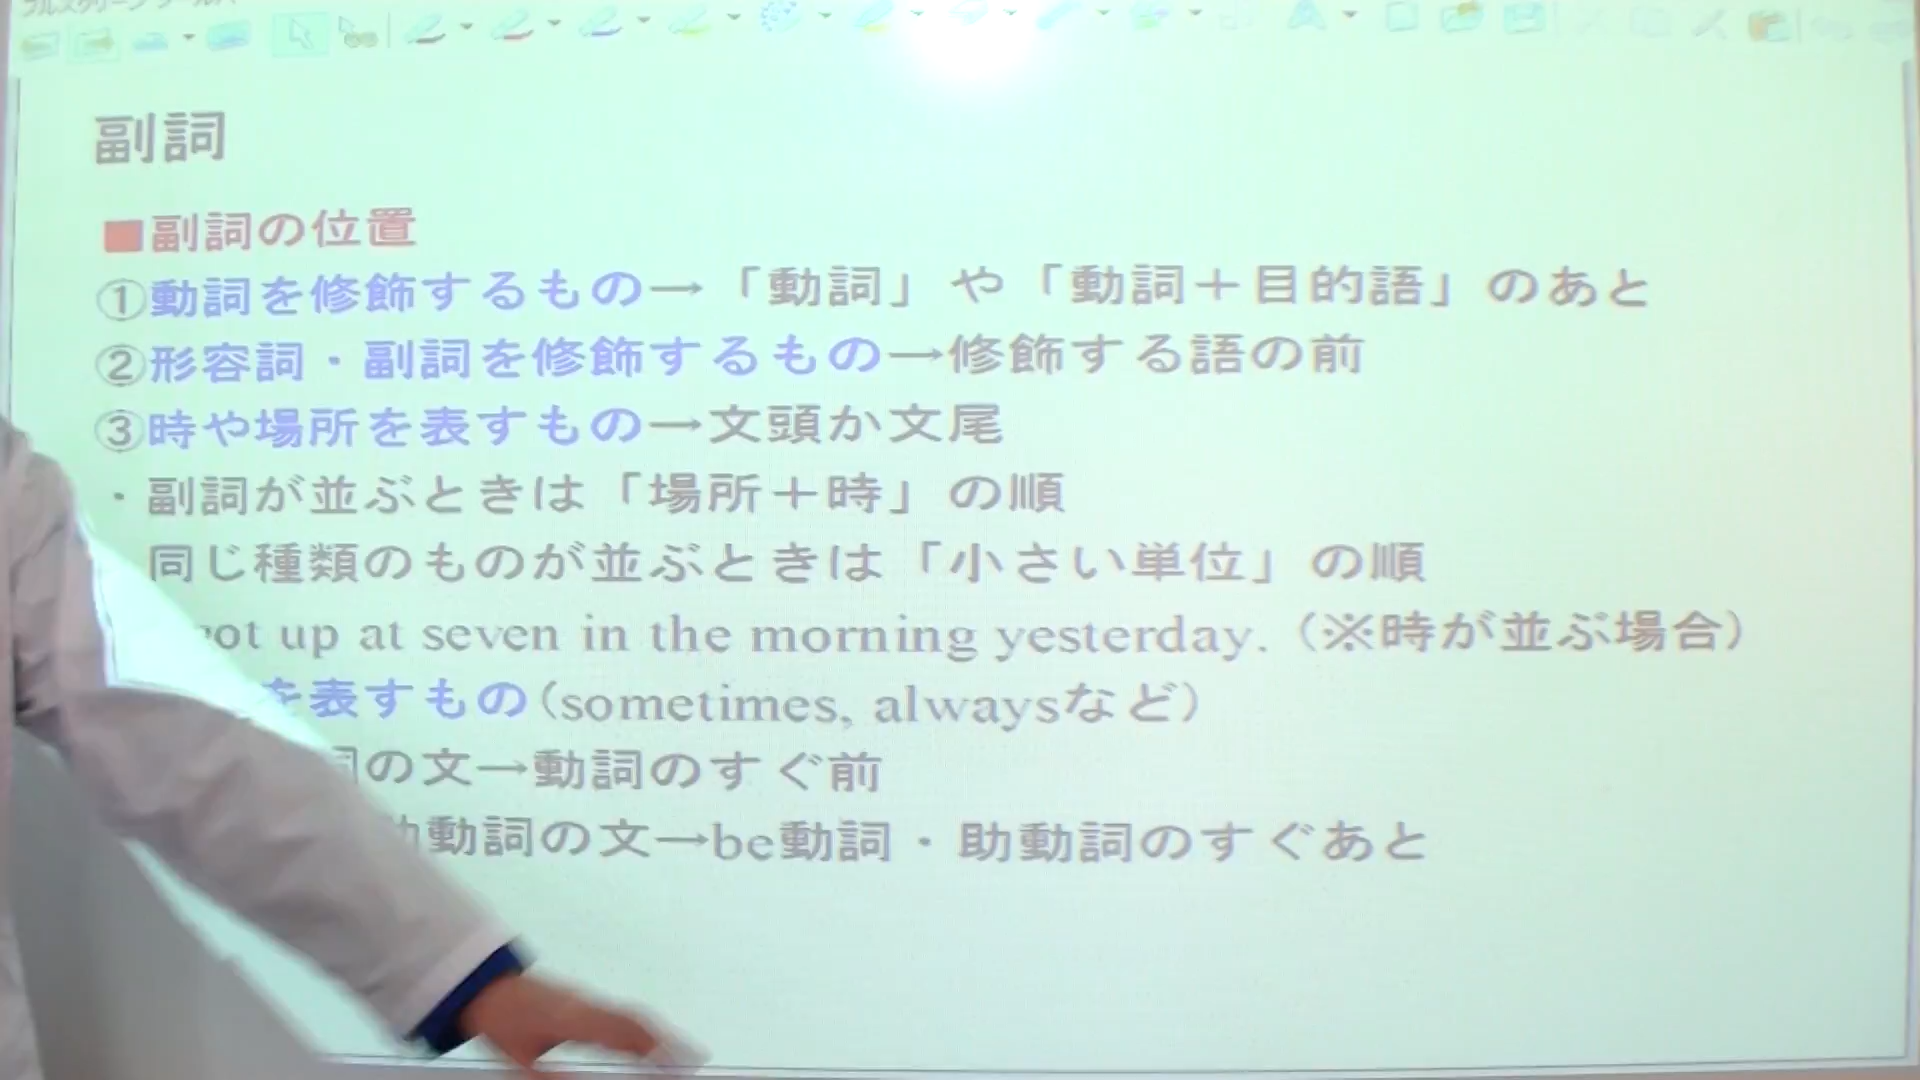 副詞
■副詞の位置
①動詞を修飾するもの→「動詞」や「動詞＋目的語」のあと
②形容詞・副詞を修飾するもの→修飾する語の前
③時や場所を表すもの→文頭か文尾
・副詞が並ぶときは「場所＋時」の順
同じ種類のものが並ぶときは「小さい単位」の順
up at seven in the morning yesterday.（※時が並ぶ場合）
を表すもの（sometimes, alwaysなど）
の文→動詞のすぐ前
動詞の文→be動詞・助動詞のすぐあと